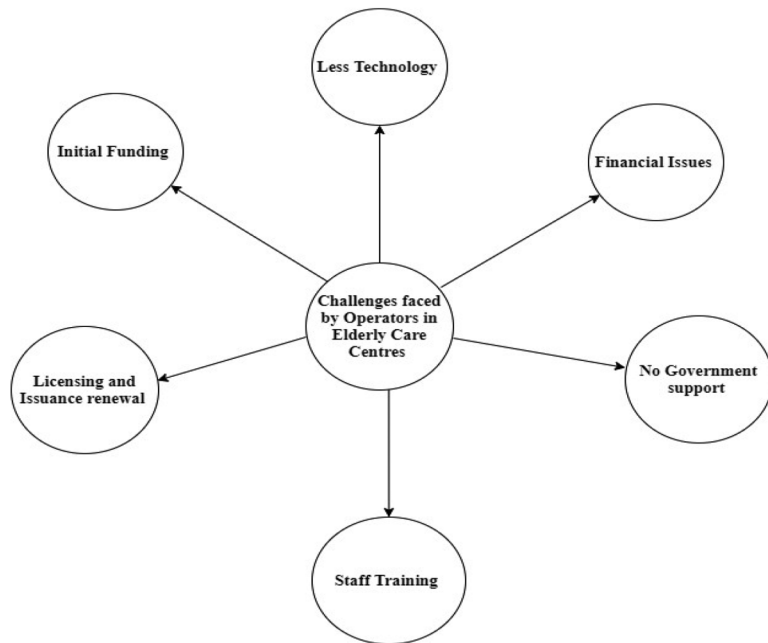 Less Technology
Initial Funding
Financial Issues
Challenges faced
by Operators in
Elderly Care
Centres
Licensing and
Issuance renewal
No Government
support
Staff Training